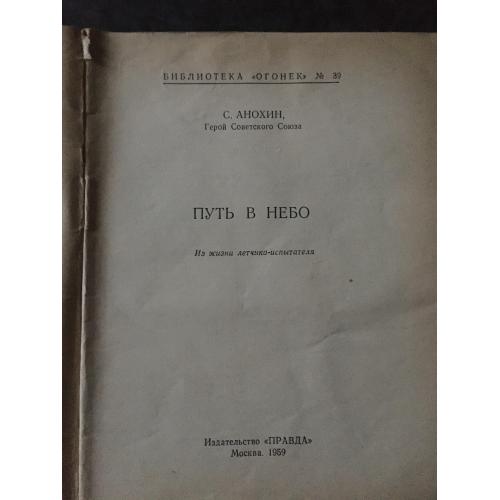 БИБЛИОТЕКА «ОГОНЕК» № 39
С. АНОХИН,
Герой Советского Союза
ПУТЬ В НЕБО
Из жизни летчика-испытателя
Издательство «ПРАВДА»
Москва. 1959